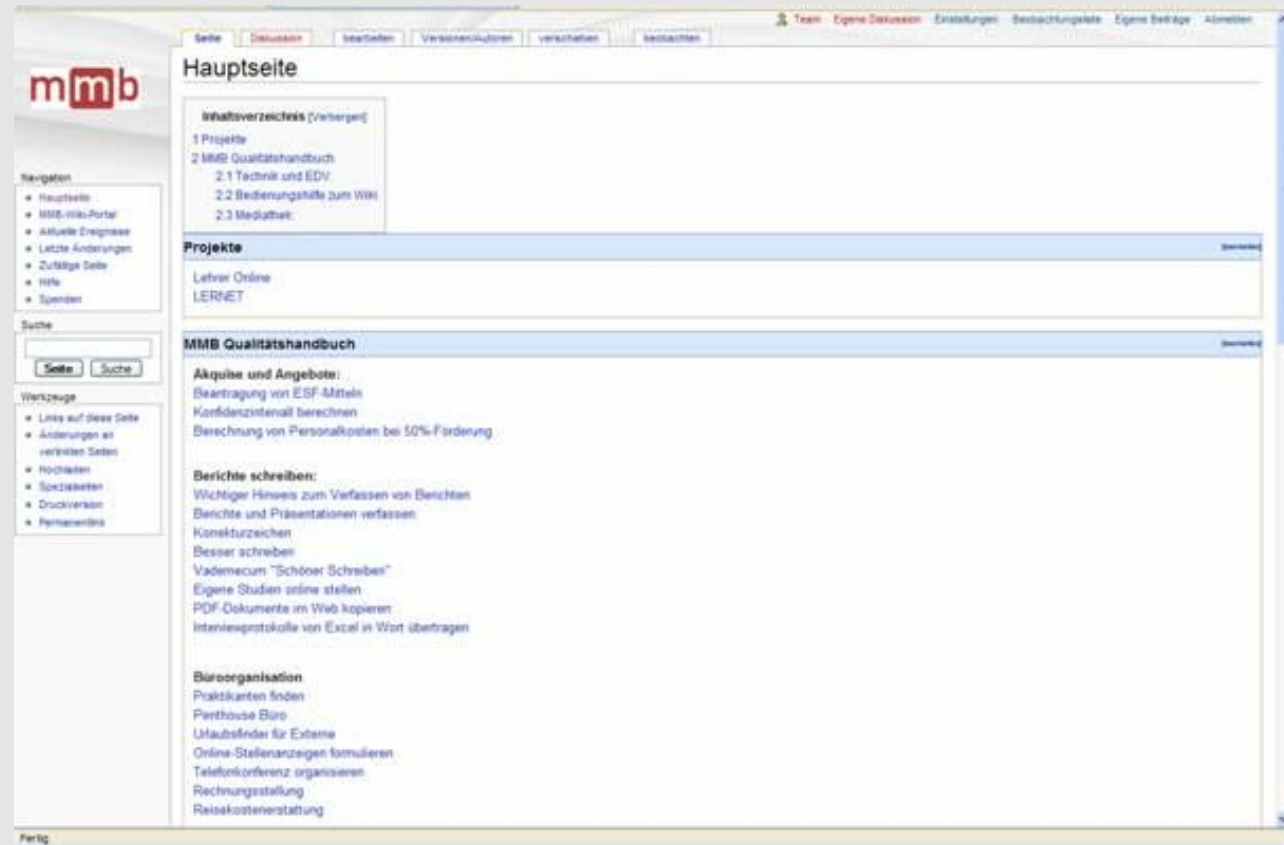 Team Eigene Diskussion Einstellungen Beobachtungsliste Eigene Beiträge Abmelden
Seite Diskussion bearbeiten Versionen/Autoren verschieben beobachten
mmb
Hauptseite
Inhaltsverzeichnis [Verbergen]
1 Projekte
2 MMB Qualitätshandbuch
2.1 Technik und EDV:
2.2 Bedienungshilfe zum Wiki
2.3 Mediathek:
Navigation
Hauptseite
MMB-Wiki-Portal
Aktuelle Ereignisse
Letzte Änderungen
Zufällige Seite
Hilfe
Spenden
Suche
Seite Suche
Werkzeuge
Links auf diese Seite
Änderungen an
verlinkten Seiten
Hochladen
Spezialseiten
Druckversion
Permanentlink
Projekte [bearbeiten]
Lehrer Online
LERNET
MMB Qualitätshandbuch [bearbeiten]
Akquise und Angebote:
Beantragung von ESF-Mitteln
Konfidenzintervall berechnen
Berechnung von Personalkosten bei 50%-Förderung
Berichte schreiben:
Wichtiger Hinweis zum Verfassen von Berichten
Berichte und Präsentationen verfassen
Korrekturzeichen
Besser schreiben
Vademecum "Schöner Schreiben"
Eigene Studien online stellen
PDF-Dokumente im Web kopieren
Interviewprotokolle von Excel in Wort übertragen
Büroorganisation
Praktikanten finden
Penthouse Büro
Urlaubsfinder für Externe
Online-Stellenanzeigen formulieren
Telefonkonferenz organisieren
Rechnungsstellung
Reisekostenerstattung
Fertig